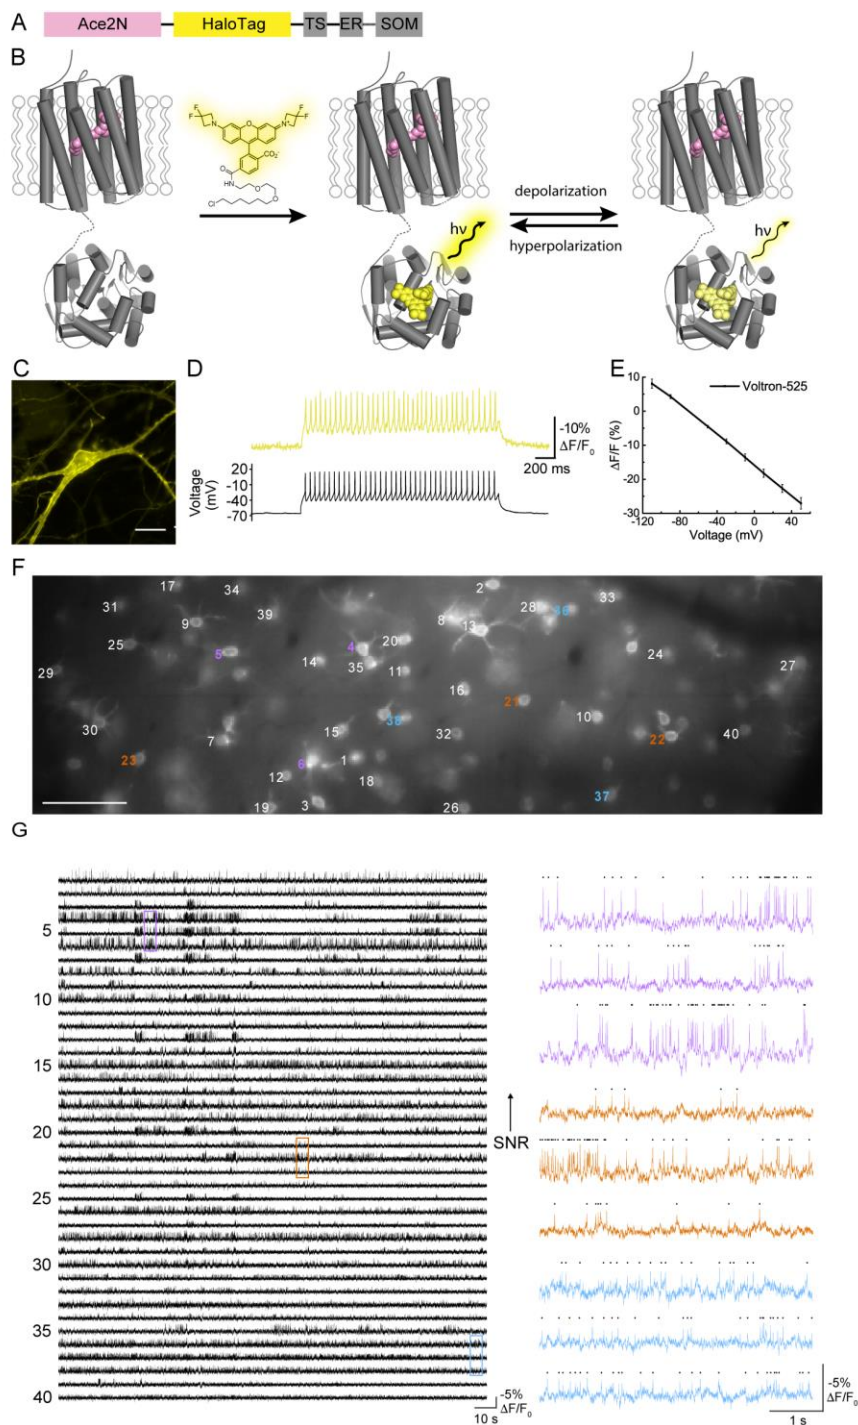 A
Ace2N HaloTag TS ER SOM
B
F F
F N O N F
CO₂⁻
O
HN O
O
Cl
depolarization
hν
hyperpolarization
hν
C
D
-10%
ΔF/F₀
200 ms
Voltage
(mV)
20
-10
-40
-70
E
Voltron-525
ΔF/F (%)
10
0
-10
-20
-30
-120 -80 -40 0 40
Voltage (mV)
F
17 34 2 33
31 39 28 36
9 8 13
25 5 14 4 20 24
35 11 27
29 16 21
30 7 15 38 32 10 22 40
23 6 1
12 18 37
19 3 26
G
5
10
15
20
25
30
35
40
-5%
ΔF/F₀
10 s
SNR
-5%
ΔF/F₀
1 s